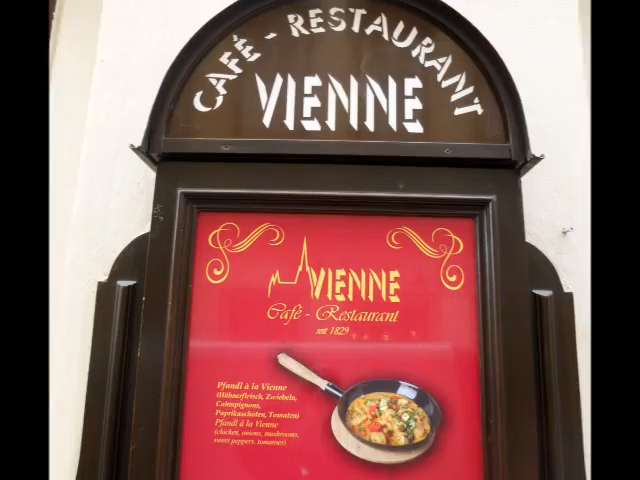 CAFÉ - RESTAURANT
VIENNE
VIENNE
Café - Restaurant
seit 1829
Pfandl à la Vienne
(Hühnerfleisch, Zwiebeln,
Champignons,
Paprikaschoten, Tomaten)
Pfandl à la Vienne
(chicken, onions, mushrooms,
sweet peppers, tomatoes)